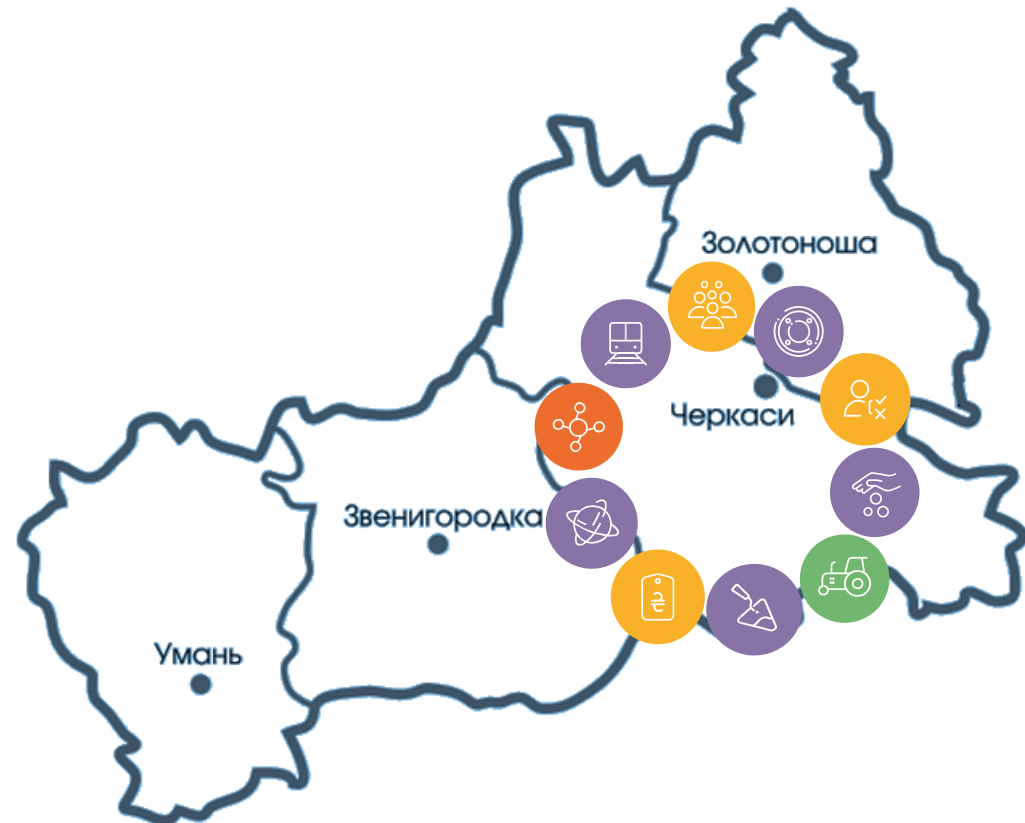 Золотоноша
Черкаси
Звенигородка
Умань